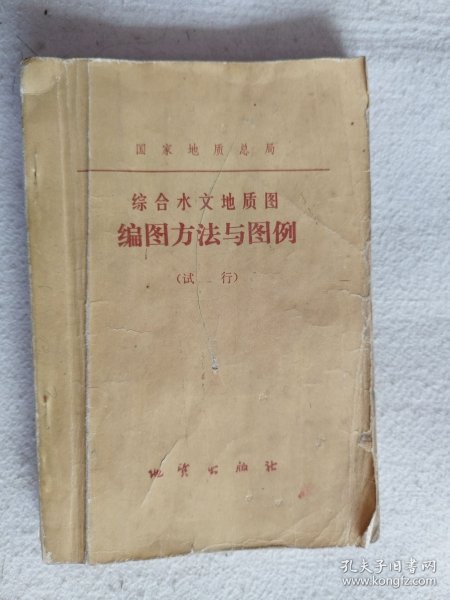 国家地质总局
综合水文地质图
编图方法与图例
(试 行)
地质出版社
孔夫子旧书网
www.kongfz.com